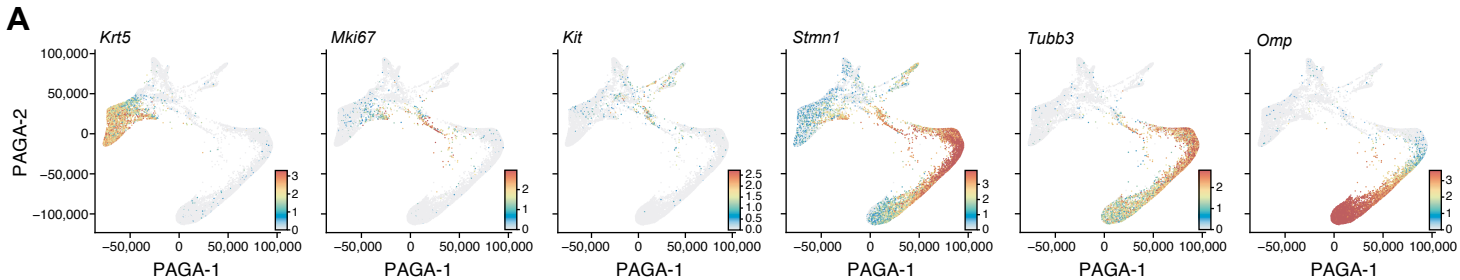 A
Krt5 Mki67 Kit Stmn1 Tubb3 Omp
100,000
50,000
0
−50,000
−100,000
PAGA-2
3 2 1 0
2 1 0
2.5 2.0 1.5 1.0 0.5 0.0
3 2 1 0
2 1 0
3 2 1 0
−50,000 0 50,000 100,000 −50,000 0 50,000 100,000 −50,000 0 50,000 100,000 −50,000 0 50,000 100,000 −50,000 0 50,000 100,000 −50,000 0 50,000 100,000
PAGA-1 PAGA-1 PAGA-1 PAGA-1 PAGA-1 PAGA-1